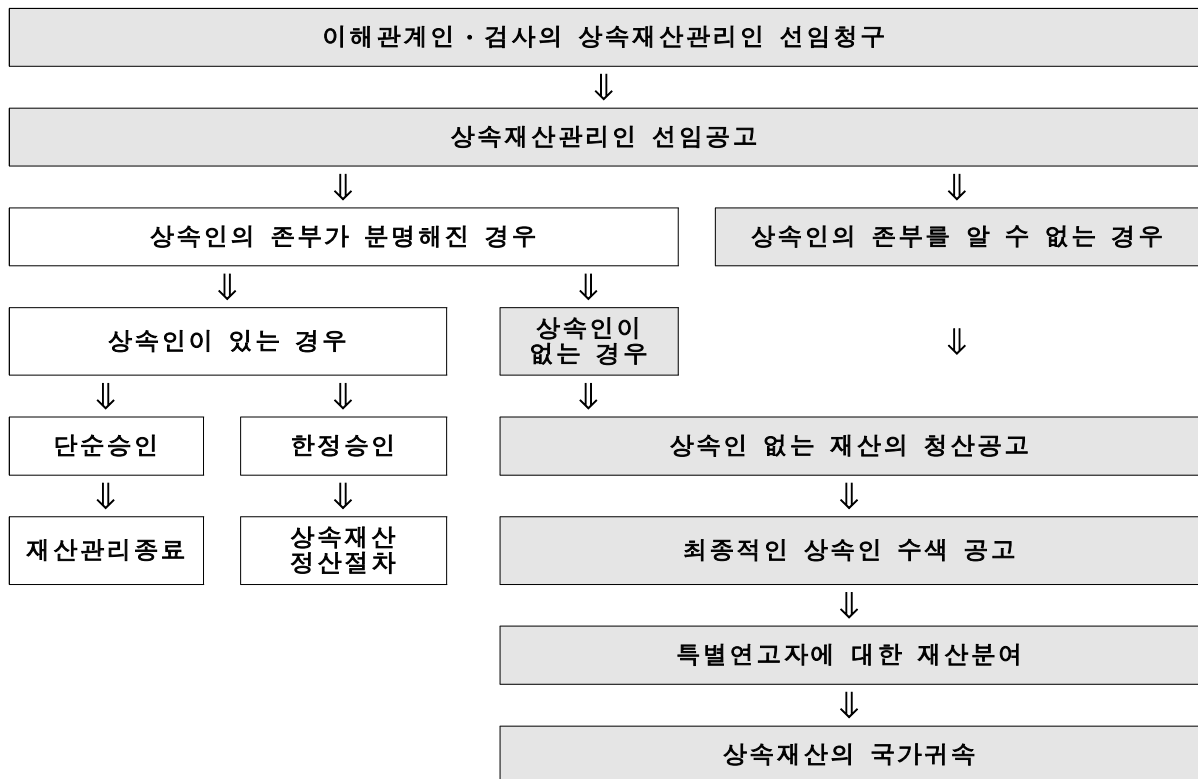 이해관계인·검사의 상속재산관리인 선임청구
⇓
상속재산관리인 선임공고
⇓ ⇓
상속인의 존부가 분명해진 경우
상속인의 존부를 알 수 없는 경우
⇓ ⇓
상속인이 있는 경우
상속인이
없는 경우
⇓
⇓ ⇓ ⇓
단순승인
한정승인
상속인 없는 재산의 청산공고
⇓ ⇓ ⇓
재산관리종료
상속재산
정산절차
최종적인 상속인 수색 공고
⇓
특별연고자에 대한 재산분여
⇓
상속재산의 국가귀속